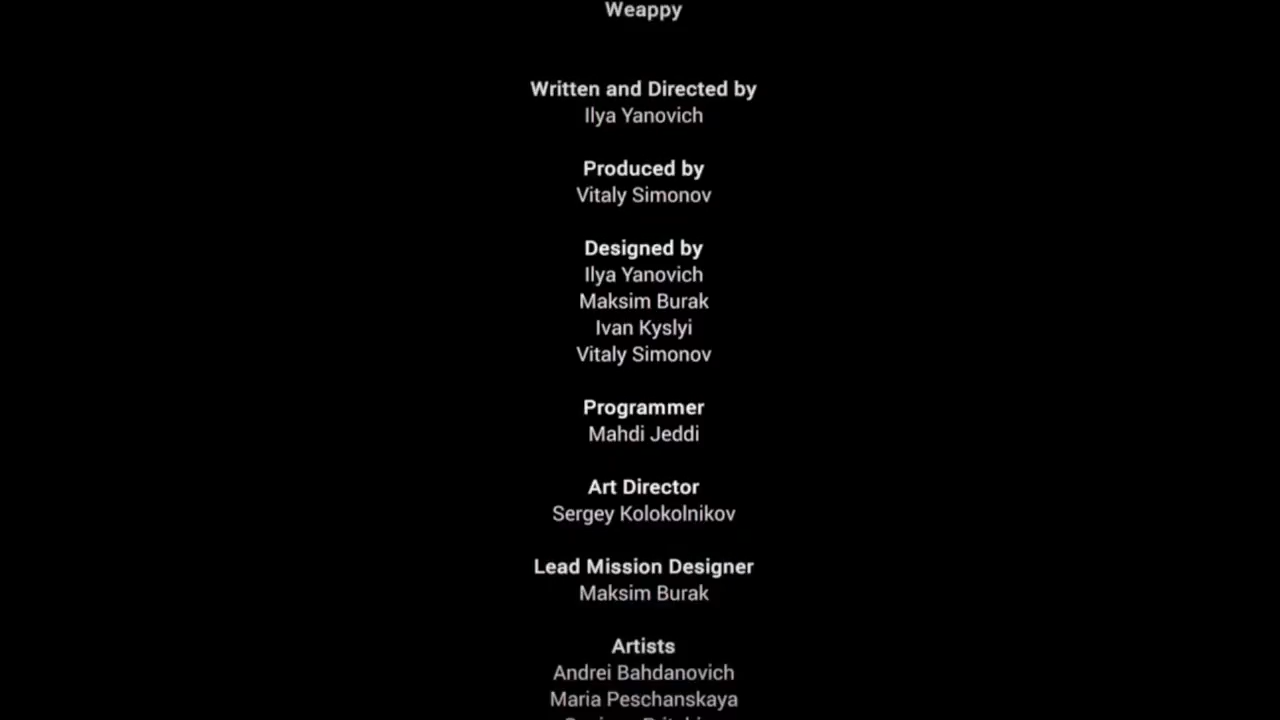 Weappy
Written and Directed by
Ilya Yanovich
Produced by
Vitaly Simonov
Designed by
Ilya Yanovich
Maksim Burak
Ivan Kyslyi
Vitaly Simonov
Programmer
Mahdi Jeddi
Art Director
Sergey Kolokolnikov
Lead Mission Designer
Maksim Burak
Artists
Andrei Bahdanovich
Maria Peschanskaya